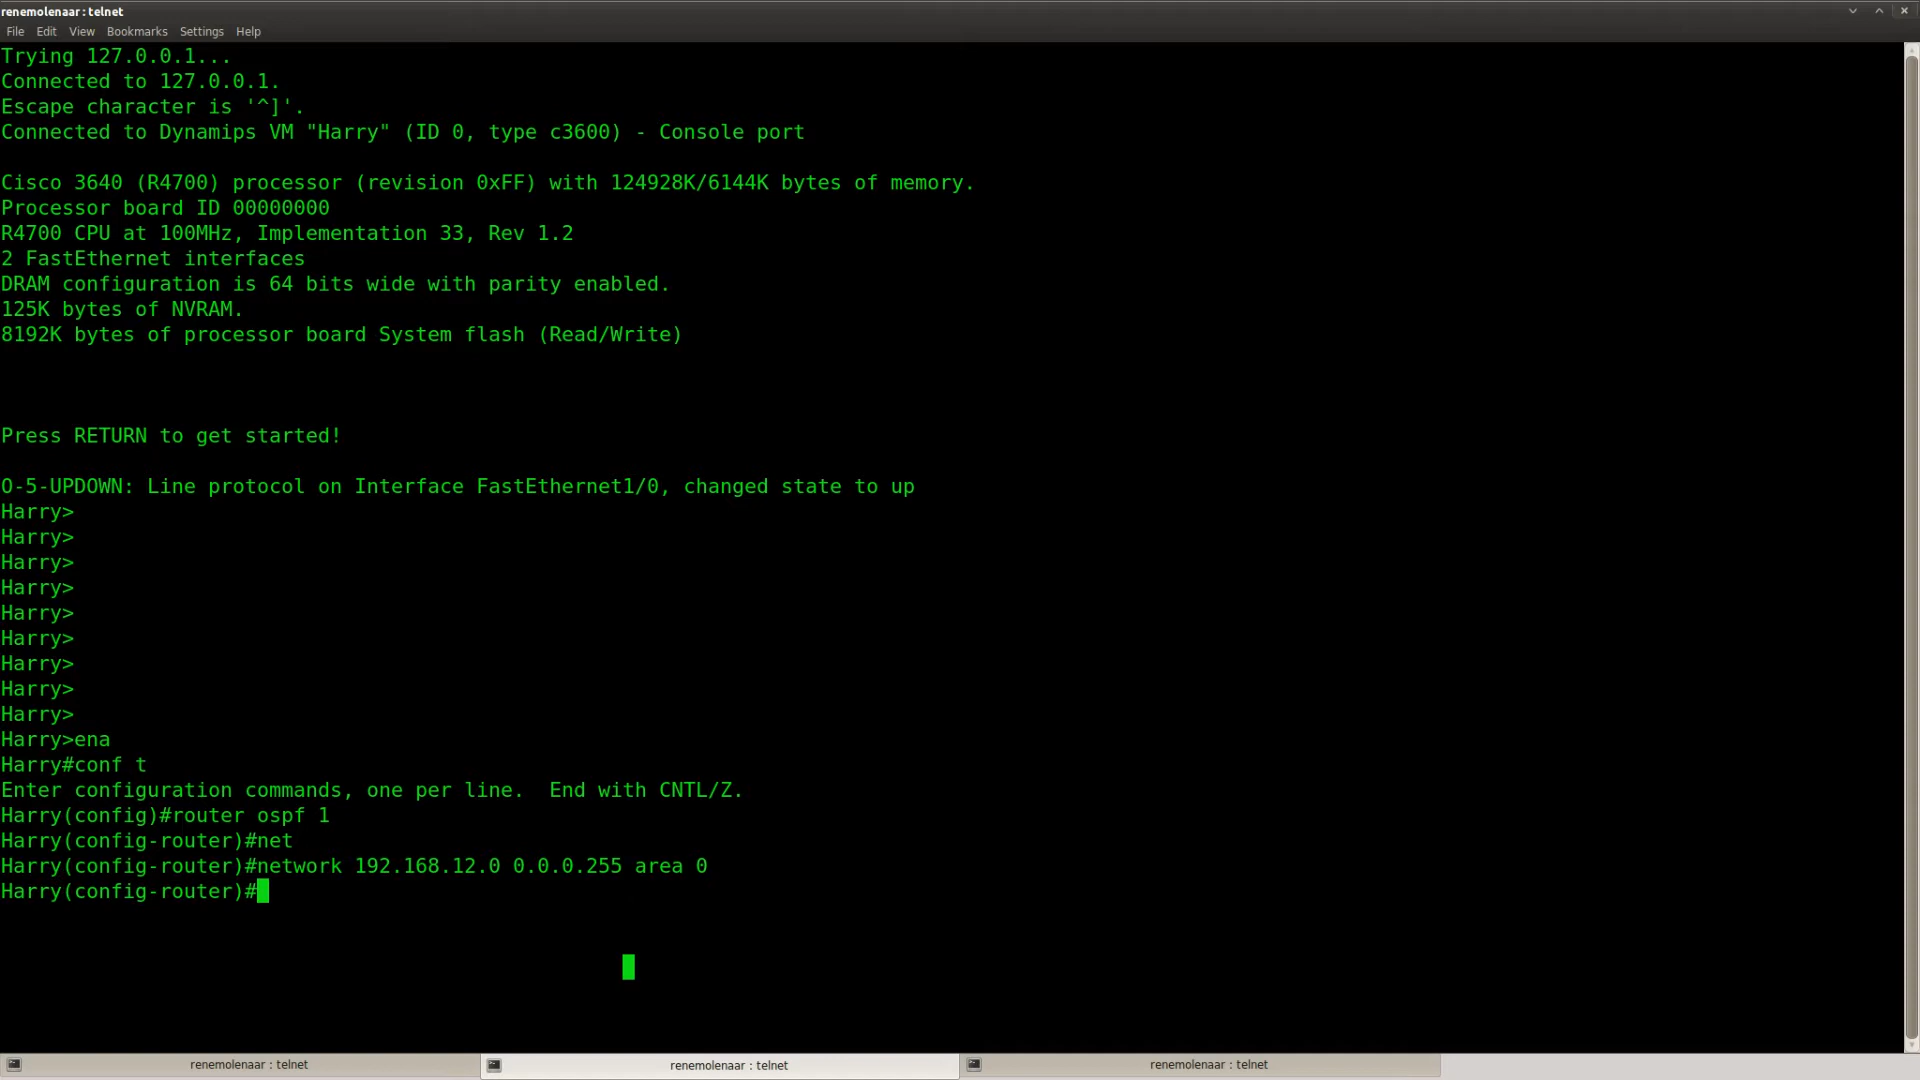 renemolenaar : telnet
File Edit View Bookmarks Settings Help
Trying 127.0.0.1...
Connected to 127.0.0.1.
Escape character is '^]'.
Connected to Dynamips VM "Harry" (ID 0, type c3600) - Console port
Cisco 3640 (R4700) processor (revision 0xFF) with 124928K/6144K bytes of memory.
Processor board ID 00000000
R4700 CPU at 100MHz, Implementation 33, Rev 1.2
2 FastEthernet interfaces
DRAM configuration is 64 bits wide with parity enabled.
125K bytes of NVRAM.
8192K bytes of processor board System flash (Read/Write)
Press RETURN to get started!
O-5-UPDOWN: Line protocol on Interface FastEthernet1/0, changed state to up
Harry>
Harry>
Harry>
Harry>
Harry>
Harry>
Harry>
Harry>
Harry>
Harry>ena
Harry#conf t
Enter configuration commands, one per line.  End with CNTL/Z.
Harry(config)#router ospf 1
Harry(config-router)#net
Harry(config-router)#network 192.168.12.0 0.0.0.255 area 0
Harry(config-router)#
renemolenaar : telnet renemolenaar : telnet renemolenaar : telnet